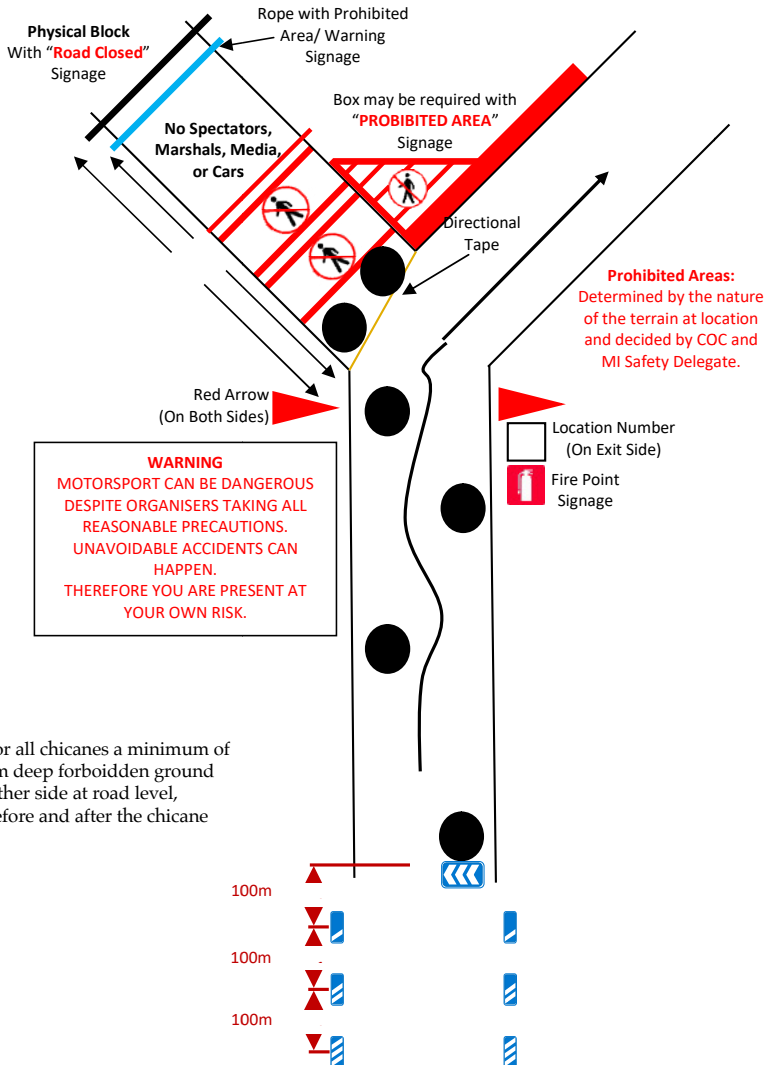 Physical Block
With “Road Closed”
Signage
Rope with Prohibited
Area/ Warning
Signage
Box may be required with
“PROBIBITED AREA”
Signage
No Spectators,
Marshals, Media,
or Cars
Directional
Tape
Prohibited Areas:
Determined by the nature
of the terrain at location
and decided by COC and
MI Safety Delegate.
Red Arrow
(On Both Sides)
Location Number
(On Exit Side)
Fire Point
Signage
WARNING
MOTORSPORT CAN BE DANGEROUS
DESPITE ORGANISERS TAKING ALL
REASONABLE PRECAUTIONS.
UNAVOIDABLE ACCIDENTS CAN
HAPPEN.
THEREFORE YOU ARE PRESENT AT
YOUR OWN RISK.
or all chicanes a minimum of
m deep forboidden ground
ther side at road level,
efore and after the chicane
100m
100m
100m